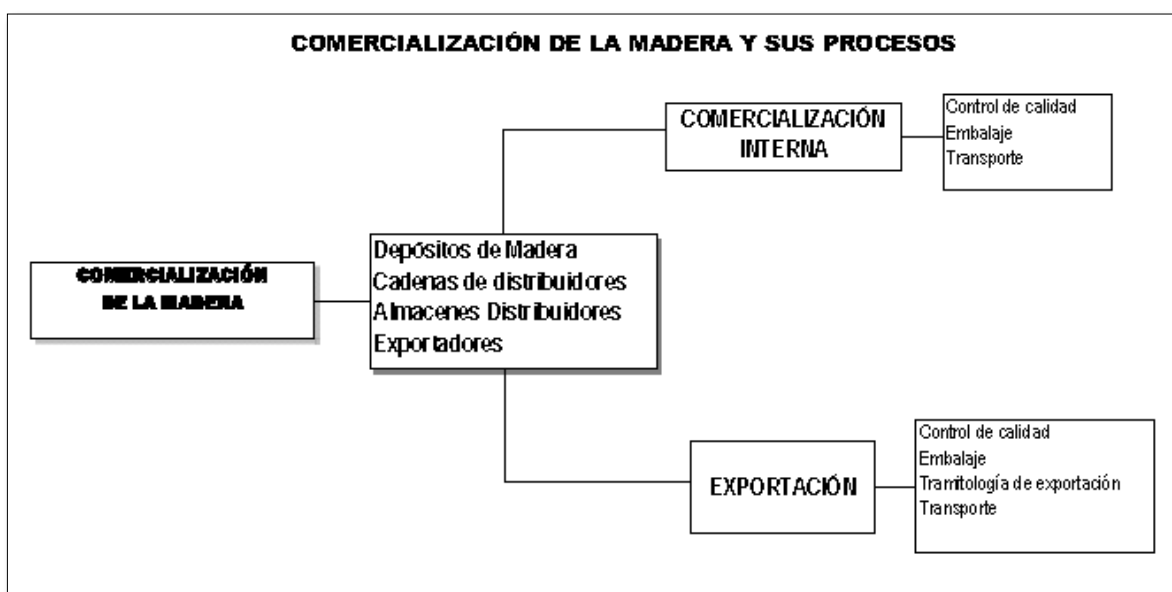 COMERCIALIZACIÓN DE LA MADERA Y SUS PROCESOS
COMERCIALIZACIÓN
DE LA MADERA
Depósitos de Madera
Cadenas de distribuidores
Almacenes Distribuidores
Exportadores
COMERCIALIZACIÓN
INTERNA
Control de calidad
Embalaje
Transporte
EXPORTACIÓN
Control de calidad
Embalaje
Tramitología de exportación
Transporte